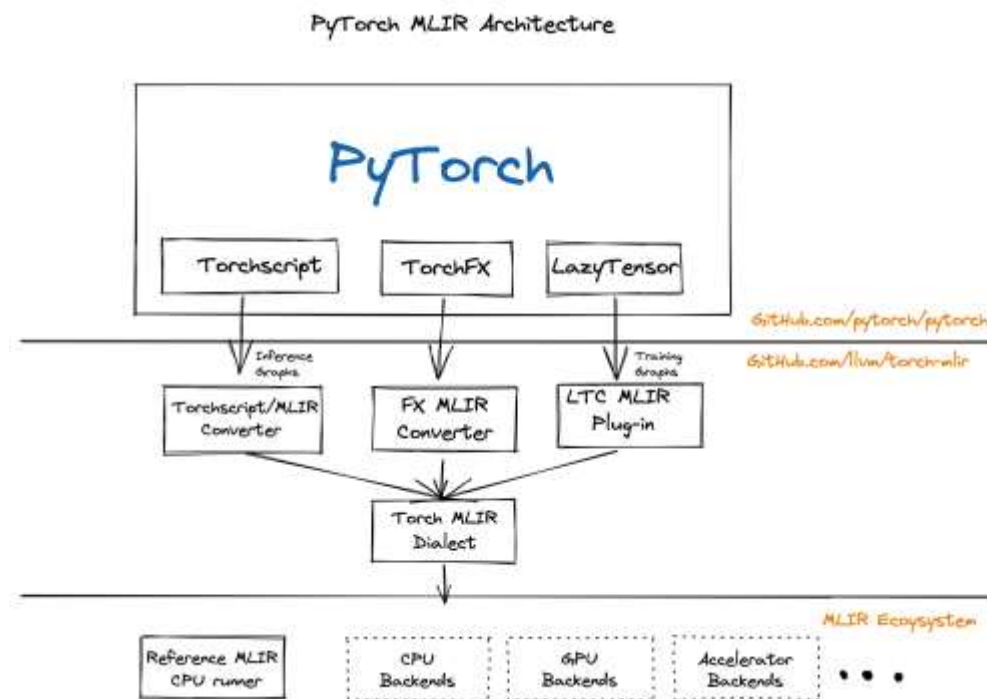 PyTorch MLIR Architecture
PyTorch
Torchscript
TorchFX
LazyTensor
GitHub.com/pytorch/pytorch
GitHub.com/llvm/torch-mlir
Inference
Graphs
Training
Graphs
Torchscript/MLIR
Converter
FX MLIR
Converter
LTC MLIR
Plug-in
Torch MLIR
Dialect
MLIR Ecoysystem
Reference MLIR
CPU runner
CPU
Backends
GPU
Backends
Accelerator
Backends